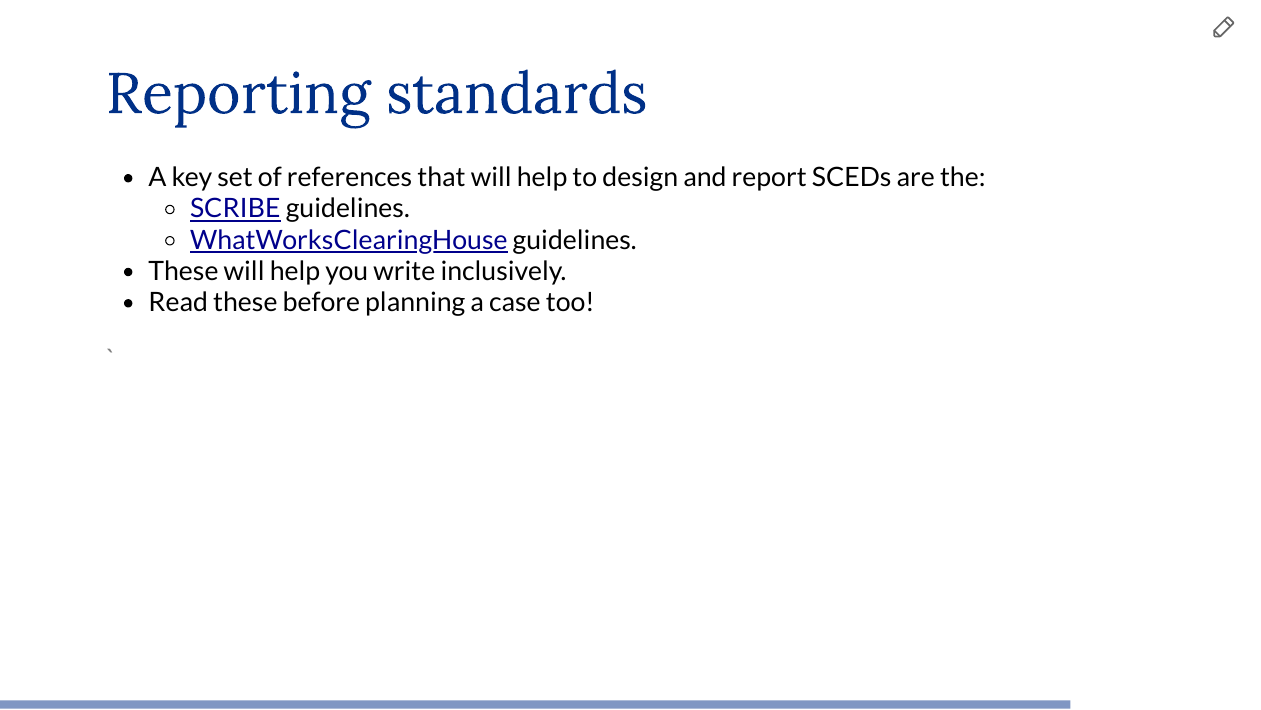 Reporting standards
• A key set of references that will help to design and report SCEDs are the:
◦ SCRIBE guidelines.
◦ WhatWorksClearingHouse guidelines.
• These will help you write inclusively.
• Read these before planning a case too!
`